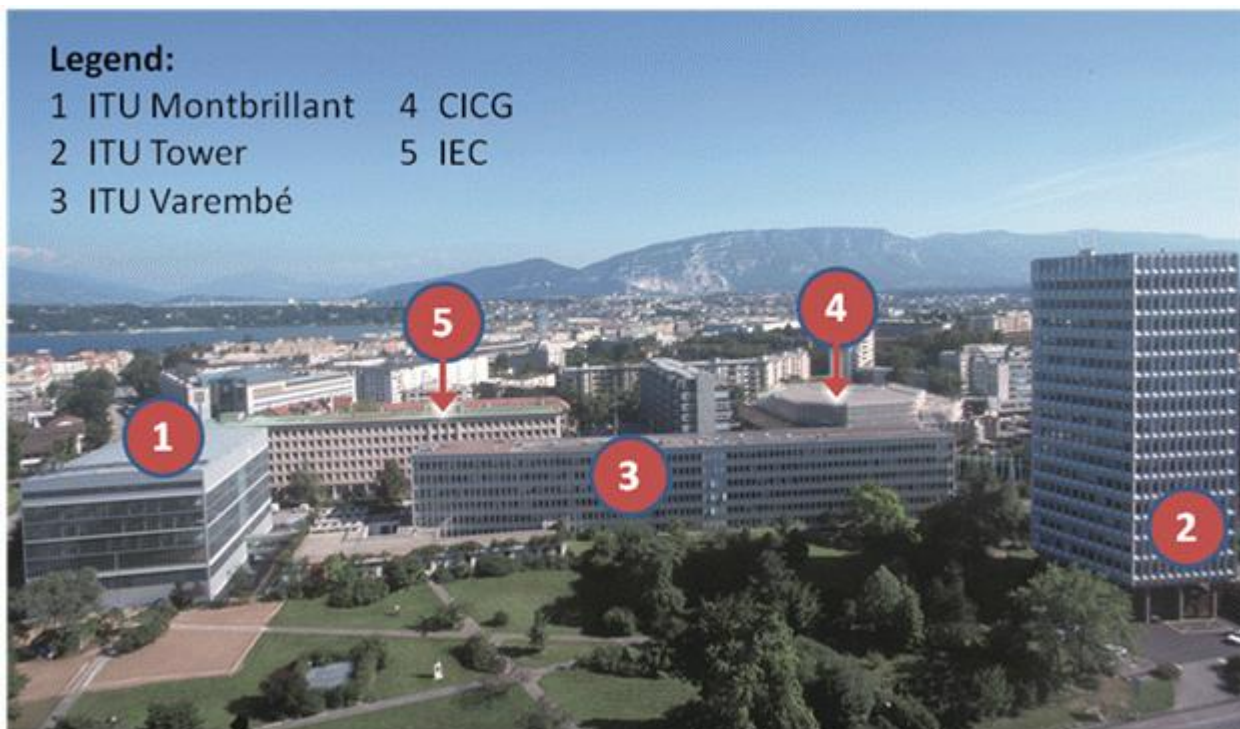 Legend:
1 ITU Montbrillant 4 CICG
2 ITU Tower 5 IEC
3 ITU Varembé
5
4
1
3
2